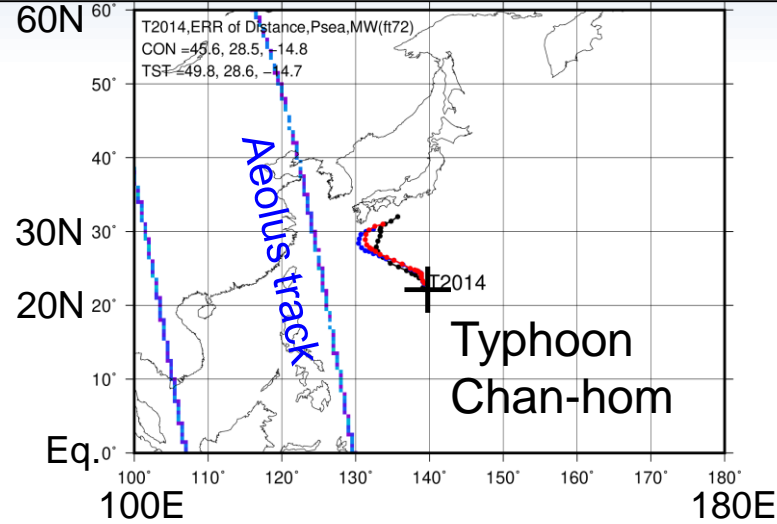 60N 60°
T2014,ERR of Distance,Psea,MW(ft72)
CON =45.6, 28.5, −14.8
TST =49.8, 28.6, −14.7
50°
Aeolus track
40°
30N 30°
T2014
20N 20°
Typhoon
Chan-hom
10°
Eq. 0°
100° 110° 120° 130° 140° 150° 160° 170° 180°
100E 180E